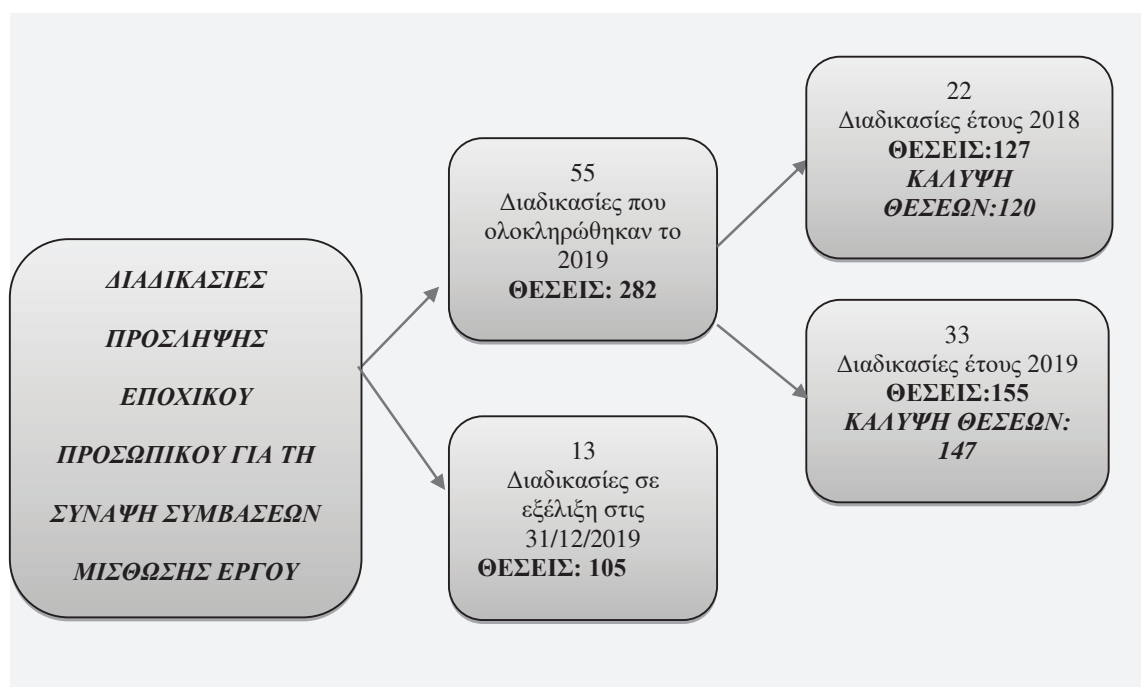 ΔΙΑΔΙΚΑΣΙΕΣ
ΠΡΟΣΛΗΨΗΣ
ΕΠΟΧΙΚΟΥ
ΠΡΟΣΩΠΙΚΟΥ ΓΙΑ ΤΗ
ΣΥΝΑΨΗ ΣΥΜΒΑΣΕΩΝ
ΜΙΣΘΩΣΗΣ ΕΡΓΟΥ
55
Διαδικασίες που
ολοκληρώθηκαν το
2019
ΘΕΣΕΙΣ: 282
13
Διαδικασίες σε
εξέλιξη στις
31/12/2019
ΘΕΣΕΙΣ: 105
22
Διαδικασίες έτους 2018
ΘΕΣΕΙΣ:127
ΚΑΛΥΨΗ
ΘΕΣΕΩΝ:120
33
Διαδικασίες έτους 2019
ΘΕΣΕΙΣ:155
ΚΑΛΥΨΗ ΘΕΣΕΩΝ:
147